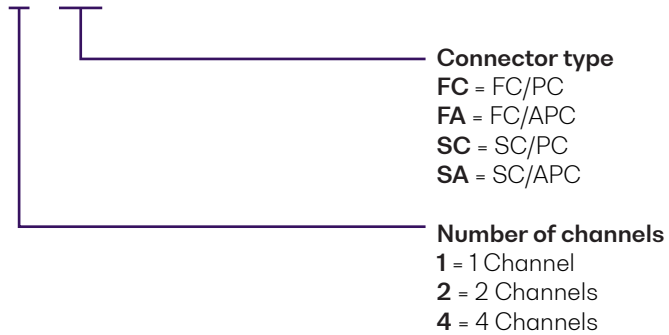 Connector type
FC = FC/PC
FA = FC/APC
SC = SC/PC
SA = SC/APC
Number of channels
1 = 1 Channel
2 = 2 Channels
4 = 4 Channels